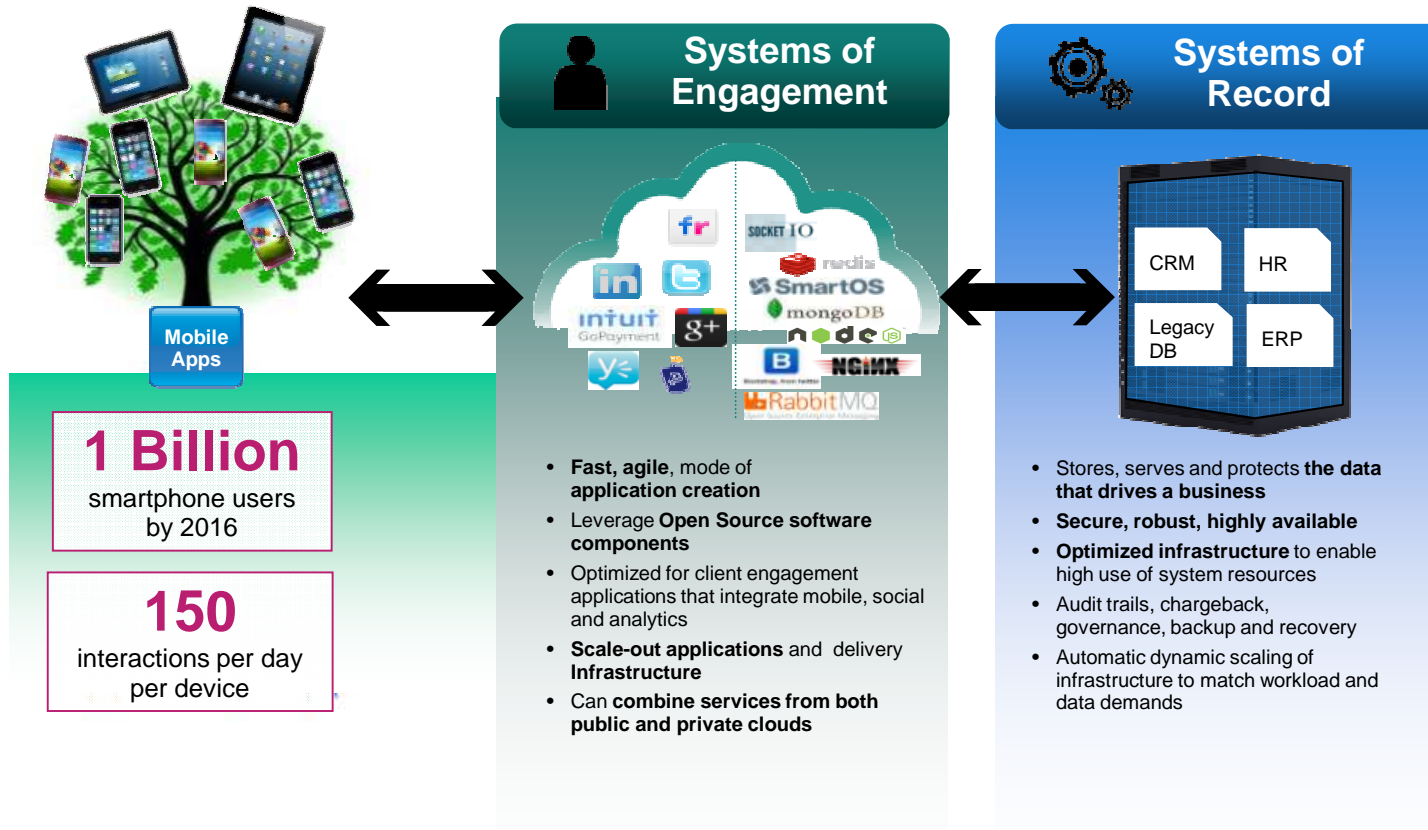 Mobile
Apps
1 Billion
smartphone users
by 2016
150
interactions per day
per device
Systems of
Engagement
fr
SOCKET IO
in
redis
SmartOS
mongoDB
INTUIT
GoPayment
g+
node JS
B
Bootstrap, from Twitter
NGINX
RabbitMQ
• Fast, agile, mode of
application creation
• Leverage Open Source software
components
• Optimized for client engagement
applications that integrate mobile, social
and analytics
• Scale-out applications and delivery
Infrastructure
• Can combine services from both
public and private clouds
Systems of
Record
CRM
HR
Legacy
DB
ERP
• Stores, serves and protects the data
that drives a business
• Secure, robust, highly available
• Optimized infrastructure to enable
high use of system resources
• Audit trails, chargeback,
governance, backup and recovery
• Automatic dynamic scaling of
infrastructure to match workload and
data demands